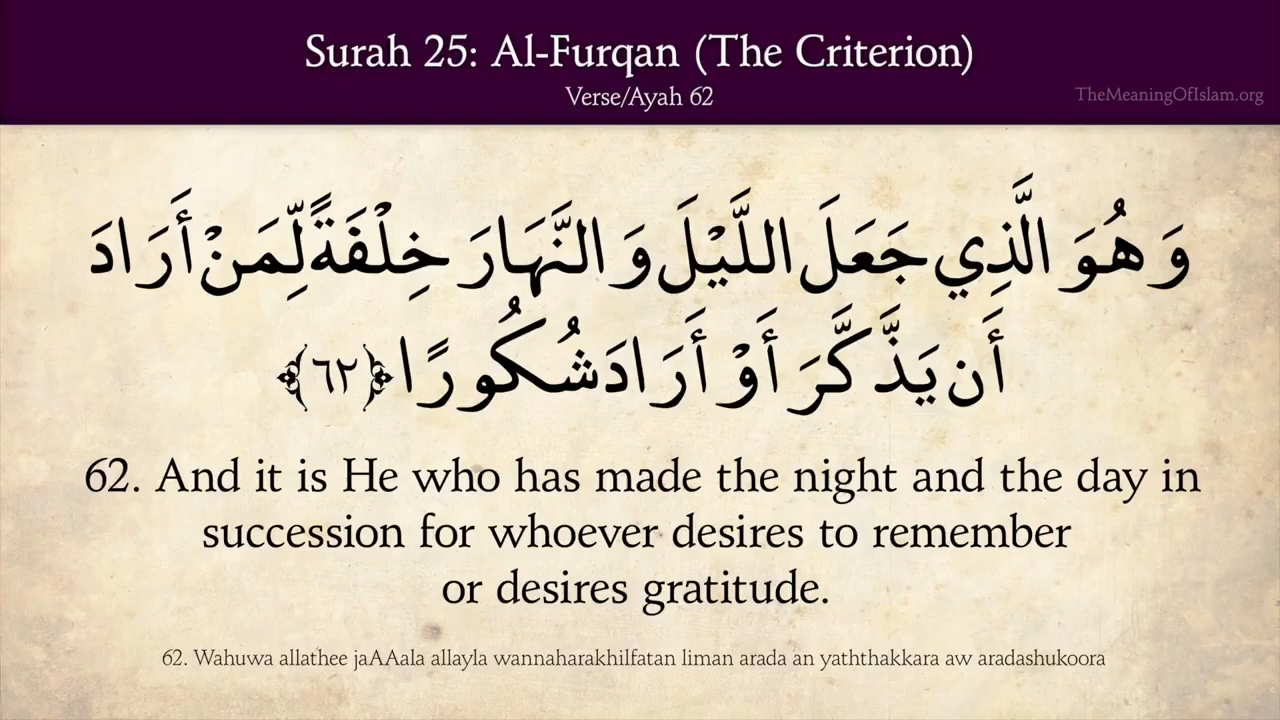 Surah 25: Al-Furqan (The Criterion)
Verse/Ayah 62
TheMeaningOfIslam.org
وَهُوَ الَّذِي جَعَلَ اللَّيْلَ وَالنَّهَارَ خِلْفَةً لِّمَنْ أَرَادَ
أَن يَذَّكَّرَ أَوْ أَرَادَ شُكُورًا ﴿٦٢﴾
62. And it is He who has made the night and the day in
succession for whoever desires to remember
or desires gratitude.
62. Wahuwa allathee jaAAala allayla wannaharakhilfatan liman arada an yaththakkara aw aradashukoora